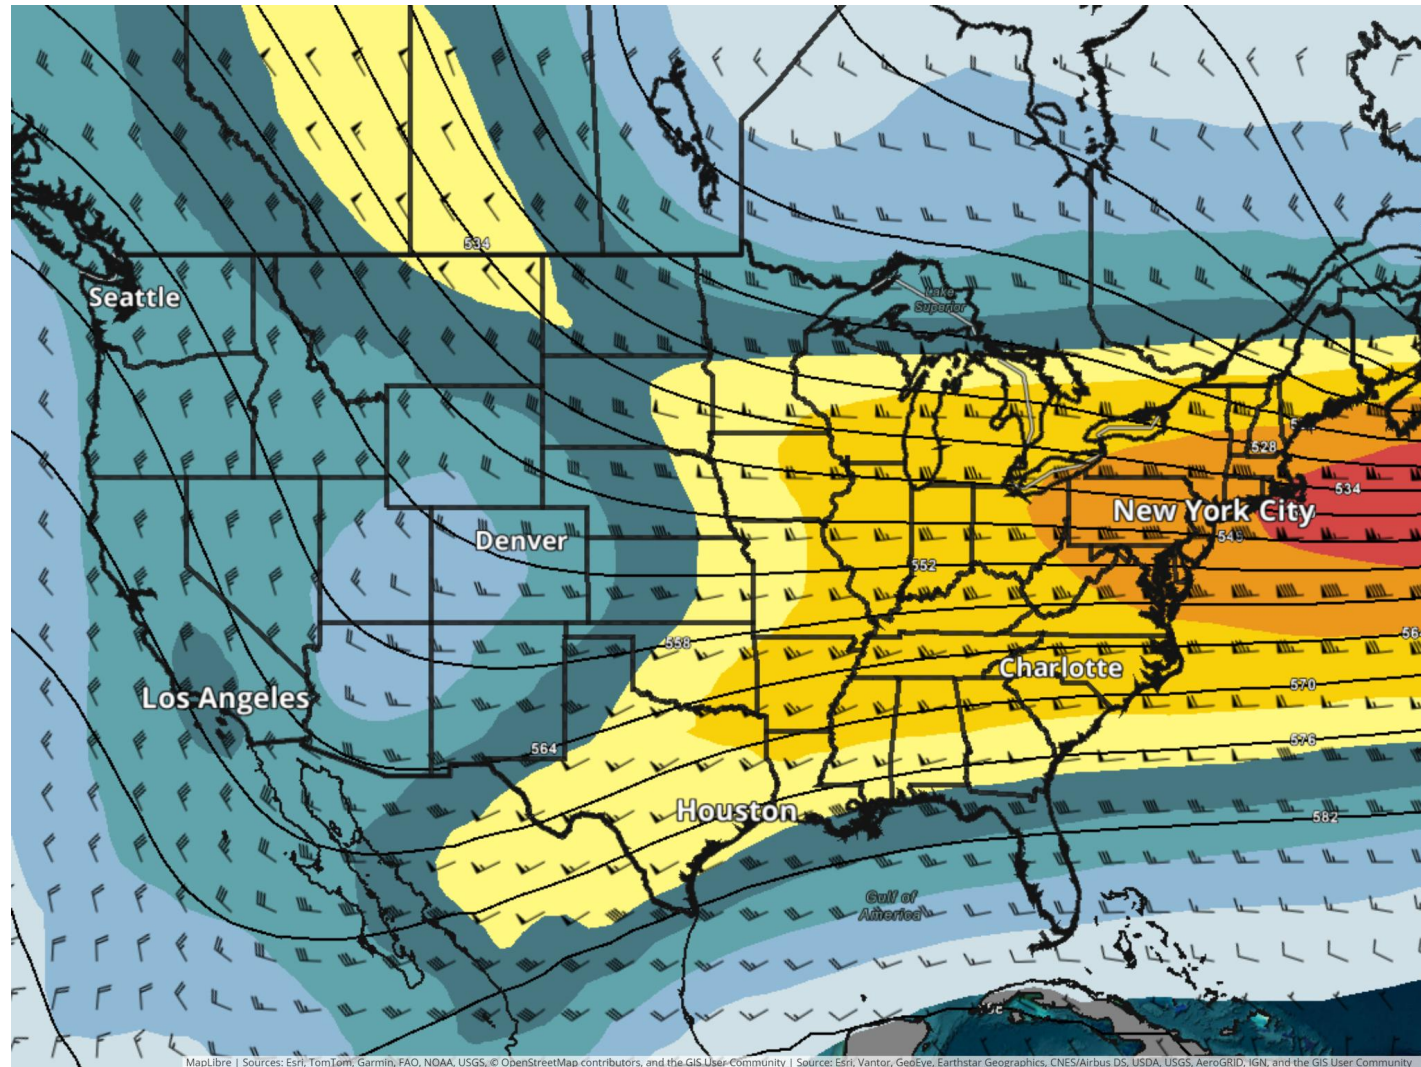 534
Seattle
Lake
Superior
528
534
New York City
Denver
546
552
558
Charlotte
Los Angeles
570
564
576
Houston
582
Gulf of
America
MapLibre | Sources: Esri, TomTom, Garmin, FAO, NOAA, USGS, © OpenStreetMap contributors, and the GIS User Community | Source: Esri, Vantor, GeoEye, Earthstar Geographics, CNES/Airbus DS, USDA, USGS, AeroGRID, IGN, and the GIS User Community